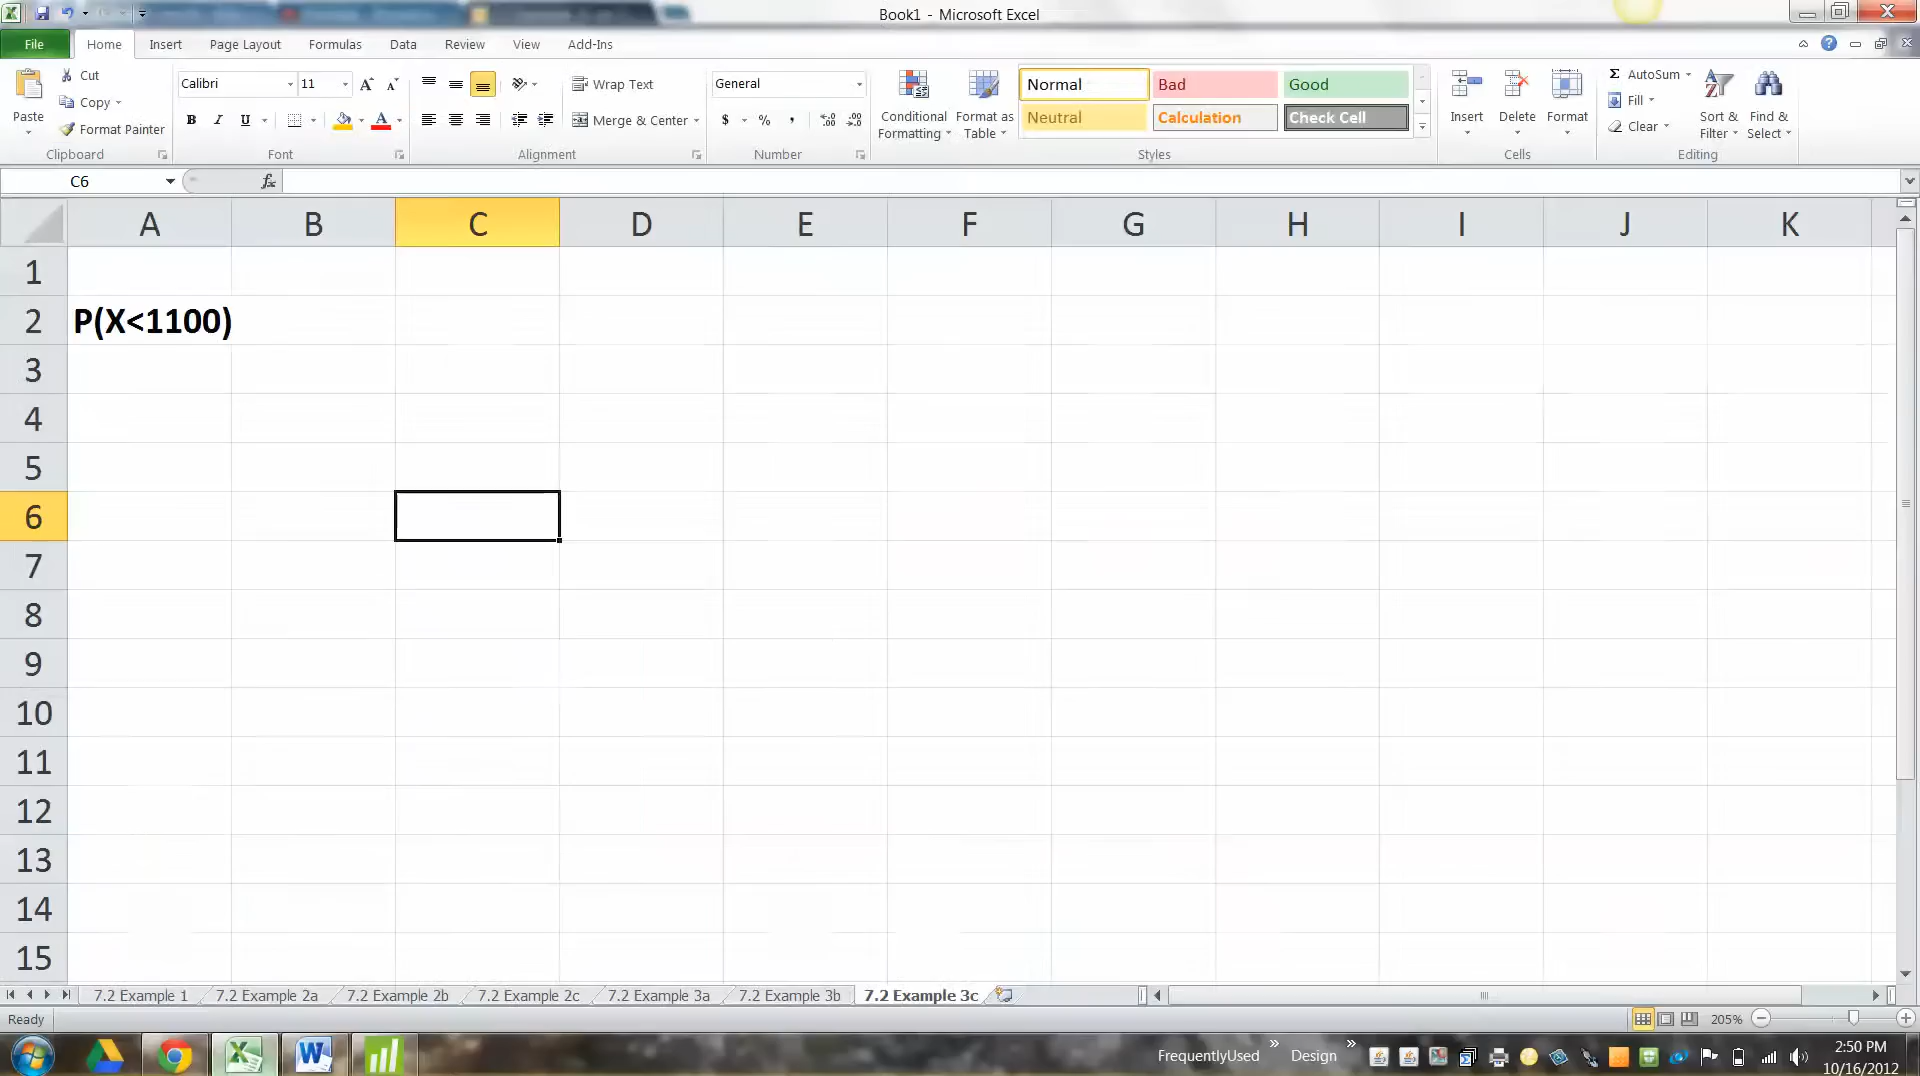 Book1 - Microsoft Excel
File Home Insert Page Layout Formulas Data Review View Add-Ins
Paste
Cut
Copy
Format Painter
Clipboard
Calibri 11
B I U
Font
Wrap Text
Merge & Center
Alignment
General
$ % ,
Number
Conditional Formatting
Format as Table
Normal Bad Good
Neutral Calculation Check Cell
Styles
Insert Delete Format
Cells
AutoSum
Fill
Clear
Sort & Filter
Find & Select
Editing
C6 fx
A B C D E F G H I J K
1
2 P(X<1100)
3
4
5
6
7
8
9
10
11
12
13
14
15
7.2 Example 1 7.2 Example 2a 7.2 Example 2b 7.2 Example 2c 7.2 Example 3a 7.2 Example 3b 7.2 Example 3c
Ready 205%
FrequentlyUsed » Design »
2:50 PM
10/16/2012